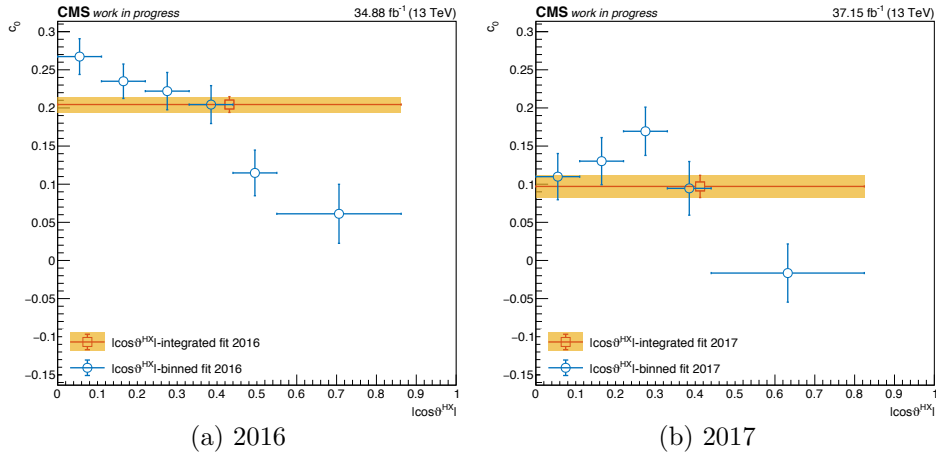 CMS work in progress 34.88 fb⁻¹ (13 TeV)
c₀
0.3
0.25
0.2
0.15
0.1
0.05
0
−0.05
−0.1
−0.15
|cosϑ^HX|-integrated fit 2016
|cosϑ^HX|-binned fit 2016
0 0.1 0.2 0.3 0.4 0.5 0.6 0.7 0.8 0.9 1
|cosϑ^HX|
(a) 2016
CMS work in progress 37.15 fb⁻¹ (13 TeV)
c₀
0.3
0.25
0.2
0.15
0.1
0.05
0
−0.05
−0.1
−0.15
|cosϑ^HX|-integrated fit 2017
|cosϑ^HX|-binned fit 2017
0 0.1 0.2 0.3 0.4 0.5 0.6 0.7 0.8 0.9 1
|cosϑ^HX|
(b) 2017